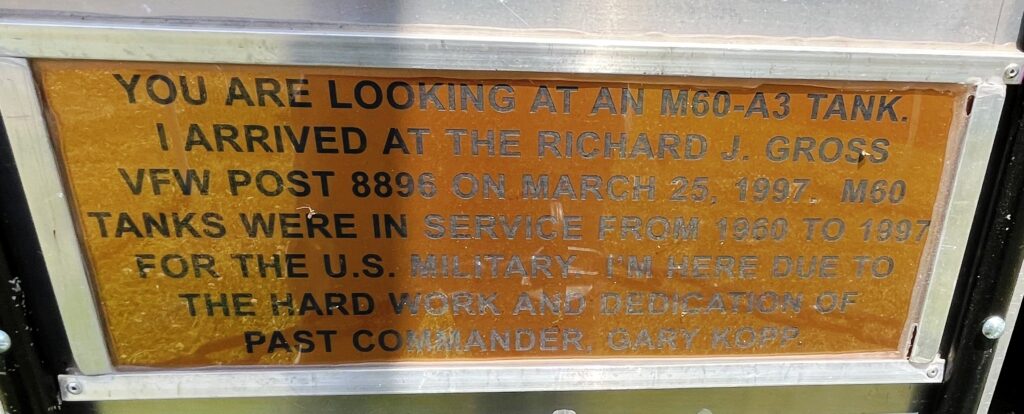 YOU ARE LOOKING AT AN M60-A3 TANK.
I ARRIVED AT THE RICHARD J. GROSS
VFW POST 8896 ON MARCH 25, 1997. M60
TANKS WERE IN SERVICE FROM 1960 TO 1997
FOR THE U.S. MILITARY. I'M HERE DUE TO
THE HARD WORK AND DEDICATION OF
PAST COMMANDER, GARY KOPP.